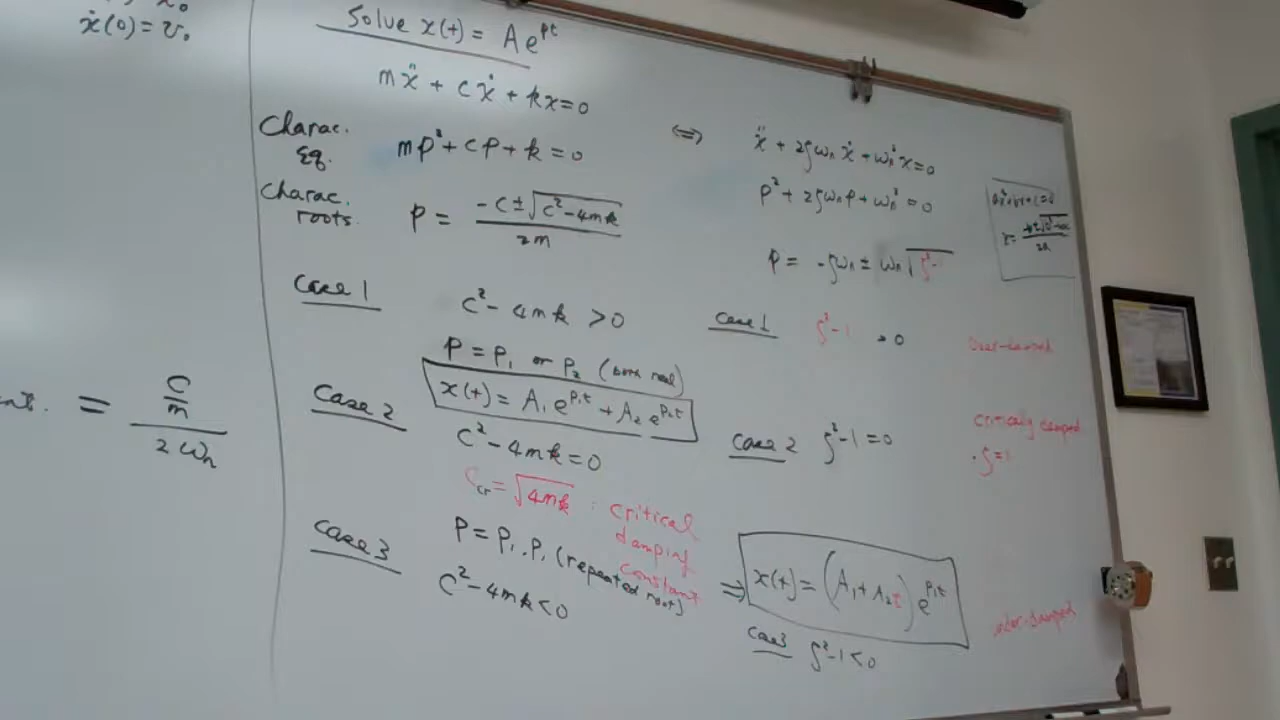 x₀
ẋ(0) = v₀
= c/m / 2ωₙ
Solve x(t) = A e^{pt}
mẍ + cẋ + kx = 0
Charac. Eq.
mp² + cp + k = 0
Charac. roots.
p = -c ± √(c² - 4mk) / 2m
Case 1
c² - 4mk > 0
p = p₁ or p₂ (both real)
x(t) = A₁e^{p₁t} + A₂e^{p₂t}
Case 2
c² - 4mk = 0
C_cr = √4mk : critical damping constant
p = p₁, p₁ (repeated root)
Case 3
c² - 4mk < 0
⇔
ẍ + 2ζωₙẋ + ωₙ²x = 0
p² + 2ζωₙp + ωₙ² = 0
p = -ζωₙ ± ωₙ√ζ²-
Case 1 ζ²-1 > 0
Over-damped
Case 2 ζ²-1 = 0
critically damped
ζ=1
⇒ x(t) = (A₁ + A₂t) e^{p₁t}
Case 3 ζ²-1 < 0
under-damped